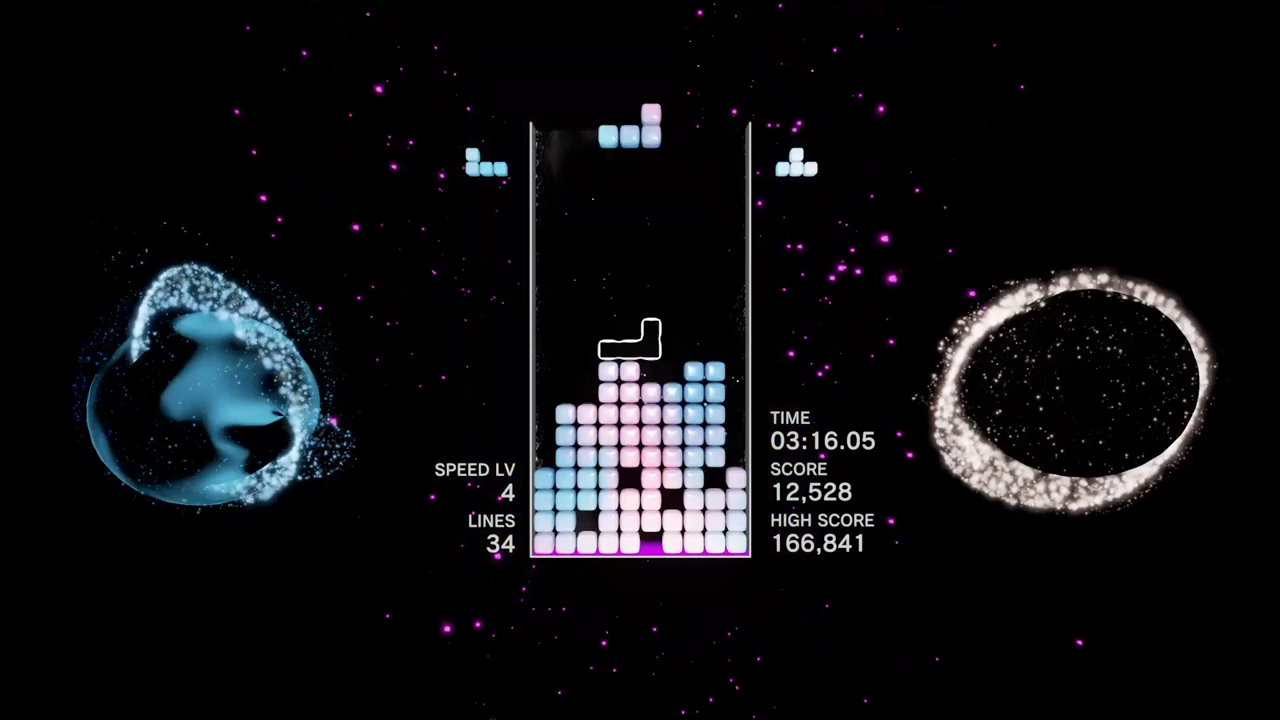 SPEED LV
4
LINES
34
TIME
03:16.05
SCORE
12,528
HIGH SCORE
166,841